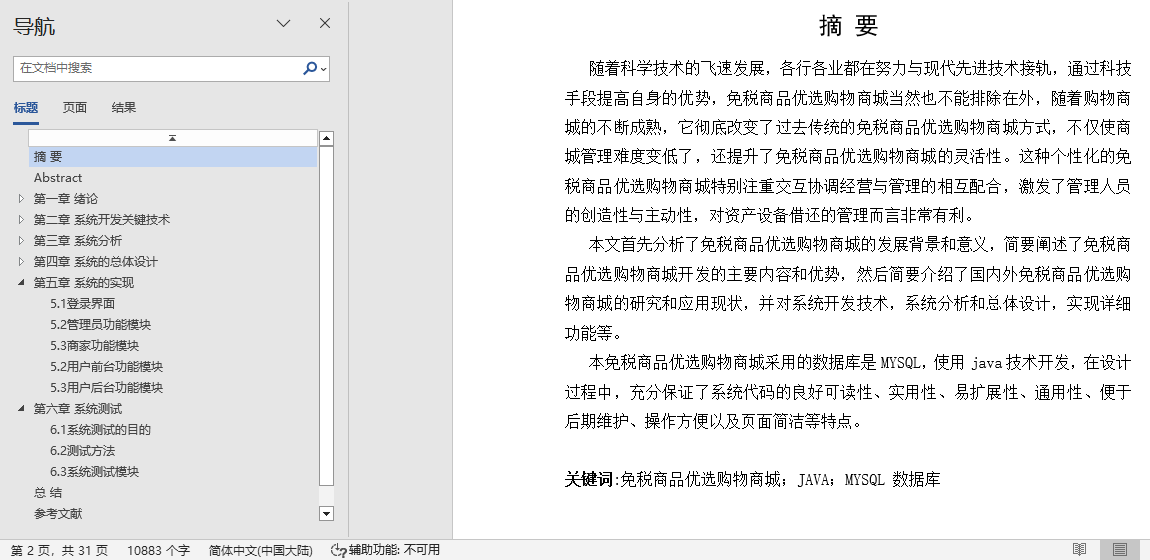 导航
在文档中搜索
标题 页面 结果
摘 要
Abstract
第一章 绪论
第二章 系统开发关键技术
第三章 系统分析
第四章 系统的总体设计
第五章 系统的实现
5.1登录界面
5.2管理员功能模块
5.3商家功能模块
5.2用户前台功能模块
5.3用户后台功能模块
第六章 系统测试
6.1系统测试的目的
6.2测试方法
6.3系统测试模块
总 结
参考文献
摘 要
随着科学技术的飞速发展，各行各业都在努力与现代先进技术接轨，通过科技
手段提高自身的优势，免税商品优选购物商城当然也不能排除在外，随着购物商
城的不断成熟，它彻底改变了过去传统的免税商品优选购物商城方式，不仅使商
城管理难度变低了，还提升了免税商品优选购物商城的灵活性。这种个性化的免
税商品优选购物商城特别注重交互协调经营与管理的相互配合，激发了管理人员
的创造性与主动性，对资产设备借还的管理而言非常有利。
本文首先分析了免税商品优选购物商城的发展背景和意义，简要阐述了免税商
品优选购物商城开发的主要内容和优势，然后简要介绍了国内外免税商品优选购
物商城的研究和应用现状，并对系统开发技术，系统分析和总体设计，实现详细
功能等。
本免税商品优选购物商城采用的数据库是MYSQL，使用 java技术开发，在设计
过程中，充分保证了系统代码的良好可读性、实用性、易扩展性、通用性、便于
后期维护、操作方便以及页面简洁等特点。
关键词:免税商品优选购物商城；JAVA；MYSQL 数据库
第 2 页，共 31 页 10883 个字 简体中文(中国大陆) 辅助功能: 不可用